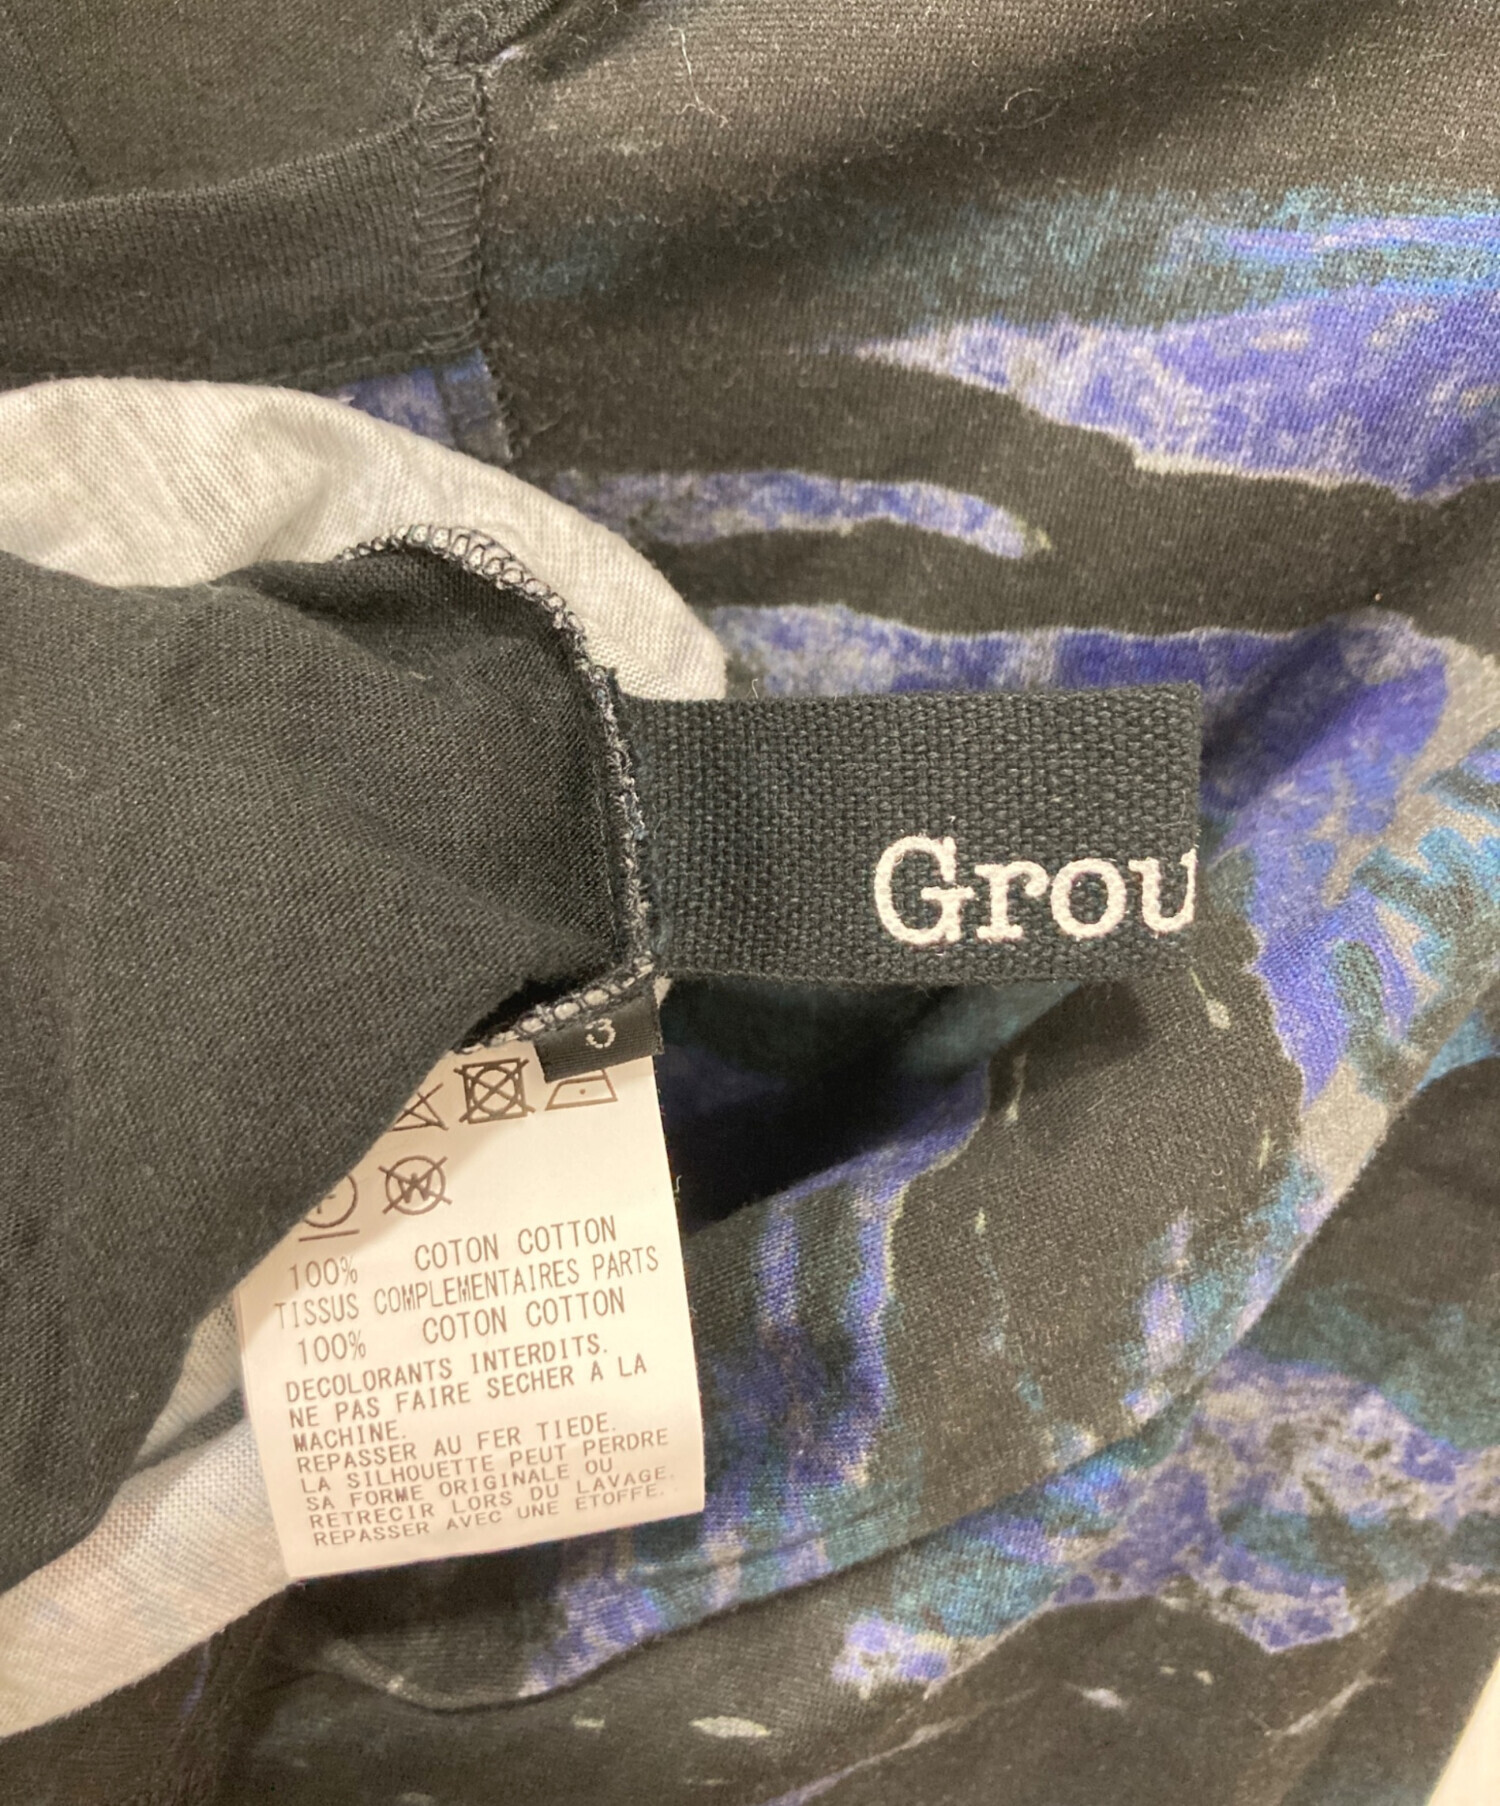 Grou
3
100% COTON COTTON
TISSUS COMPLEMENTAIRES PARTS
100% COTON COTTON
DECOLORANTS INTERDITS.
NE PAS FAIRE SECHER A LA
MACHINE.
REPASSER AU FER TIEDE.
LA SILHOUETTE PEUT PERDRE
SA FORME ORIGINALE OU
RETRECIR LORS DU LAVAGE.
REPASSER AVEC UNE ETOFFE.